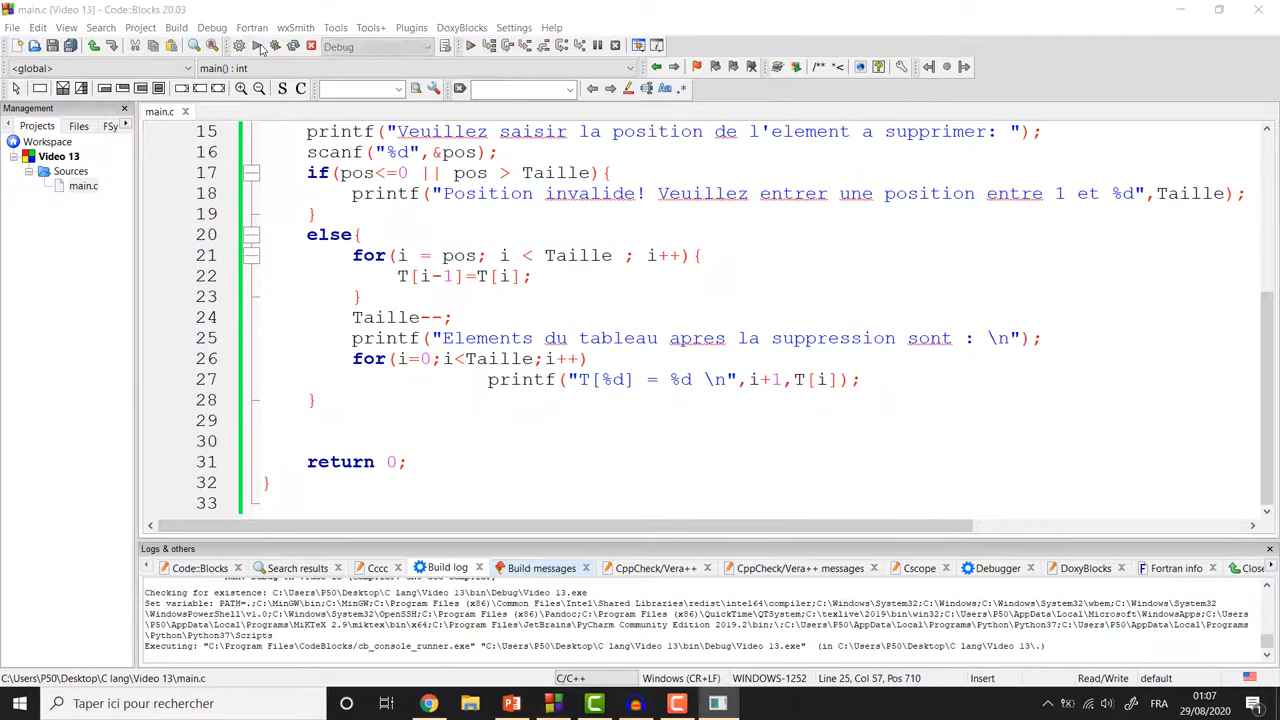 main.c [Video 13] - Code::Blocks 20.03
File Edit View Search Project Build Debug Fortran wxSmith Tools Tools+ Plugins DoxyBlocks Settings Help
Debug
<global> main() : int
S C
Management
Projects Files FSy
Workspace
Video 13
Sources
main.c
main.c
15 printf("Veuillez saisir la position de l'element a supprimer: ");
16 scanf("%d",&pos);
17 if(pos<=0 || pos > Taille){
18 printf("Position invalide! Veuillez entrer une position entre 1 et %d",Taille);
19 }
20 else{
21 for(i = pos; i < Taille ; i++){
22 T[i-1]=T[i];
23 }
24 Taille--;
25 printf("Elements du tableau apres la suppression sont : \n");
26 for(i=0;i<Taille;i++)
27 printf("T[%d] = %d \n",i+1,T[i]);
28 }
29
30
31 return 0;
32 }
33
Logs & others
Code::Blocks Search results Cccc Build log Build messages CppCheck/Vera++ CppCheck/Vera++ messages Cscope Debugger DoxyBlocks Fortran info Close
Checking for existence: C:\Users\P50\Desktop\C lang\Video 13\bin\Debug\Video 13.exe
Set variable: PATH=.;C:\MinGW\bin;C:\MinGW;C:\Program Files (x86)\Common Files\Intel\Shared Libraries\redist\intel64\compiler;C:\Windows\System32;C:\Windows;C:\Windows\System32\wbem;C:\Windows\System32
\WindowsPowerShell\v1.0;C:\Program Files (x86)\QuickTime\QTSystem;C:\texlive\2019\bin\win32;C:\Users\P50\AppData\Local\Microsoft\WindowsApps;C:\Users
\P50\AppData\Local\Programs\MiKTeX 2.9\miktex\bin\x64;C:\Program Files\JetBrains\PyCharm Community Edition 2019.2\bin;\;C:\Users\P50\AppData\Local\Programs\Python\Python37;C:\Users\P50\AppData\Local\Programs
\Python\Python37\Scripts
Executing: "C:\Program Files\CodeBlocks/cb_console_runner.exe" "C:\Users\P50\Desktop\C lang\Video 13\bin\Debug\Video 13.exe" (in C:\Users\P50\Desktop\C lang\Video 13\.)
C:\Users\P50\Desktop\C lang\Video 13\main.c C/C++ Windows (CR+LF) WINDOWS-1252 Line 25, Col 57, Pos 710 Insert Read/Write default
Taper ici pour rechercher
FRA
01:07
29/08/2020